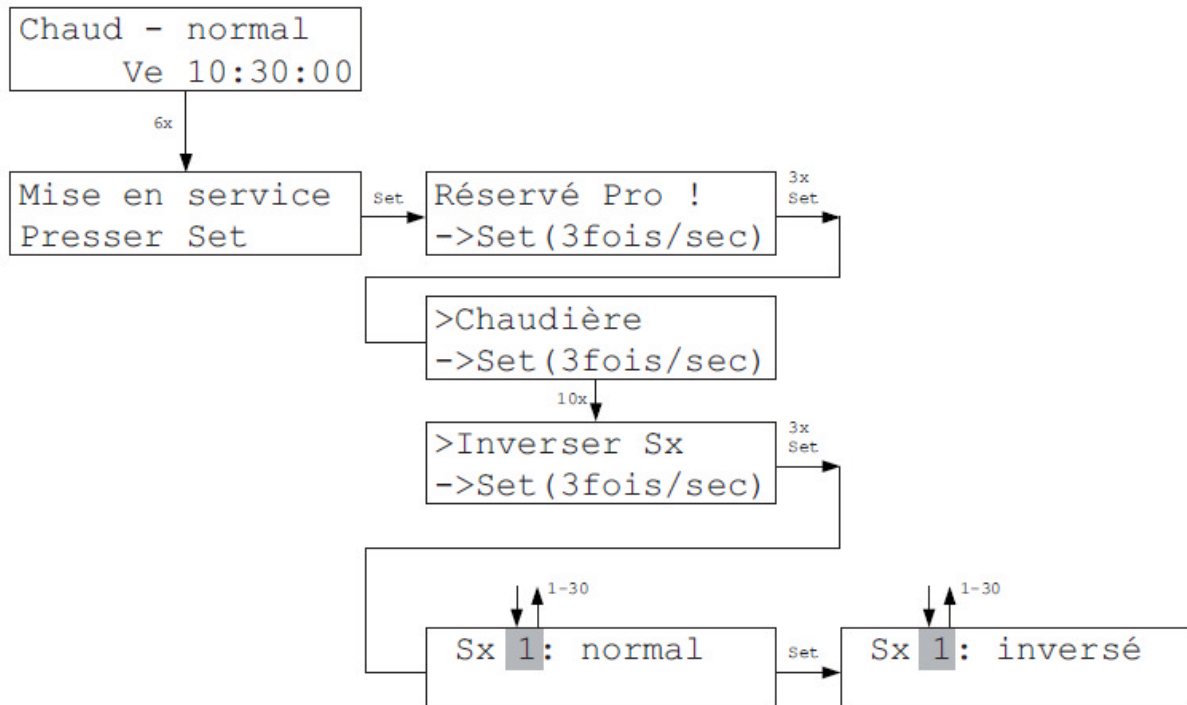 Chaud - normal
Ve 10:30:00
6x
Mise en service
Presser Set
Set
Réservé Pro !
->Set(3fois/sec)
3x
Set
>Chaudière
->Set(3fois/sec)
10x
>Inverser Sx
->Set(3fois/sec)
3x
Set
1-30
Sx 1: normal
Set
1-30
Sx 1: inversé